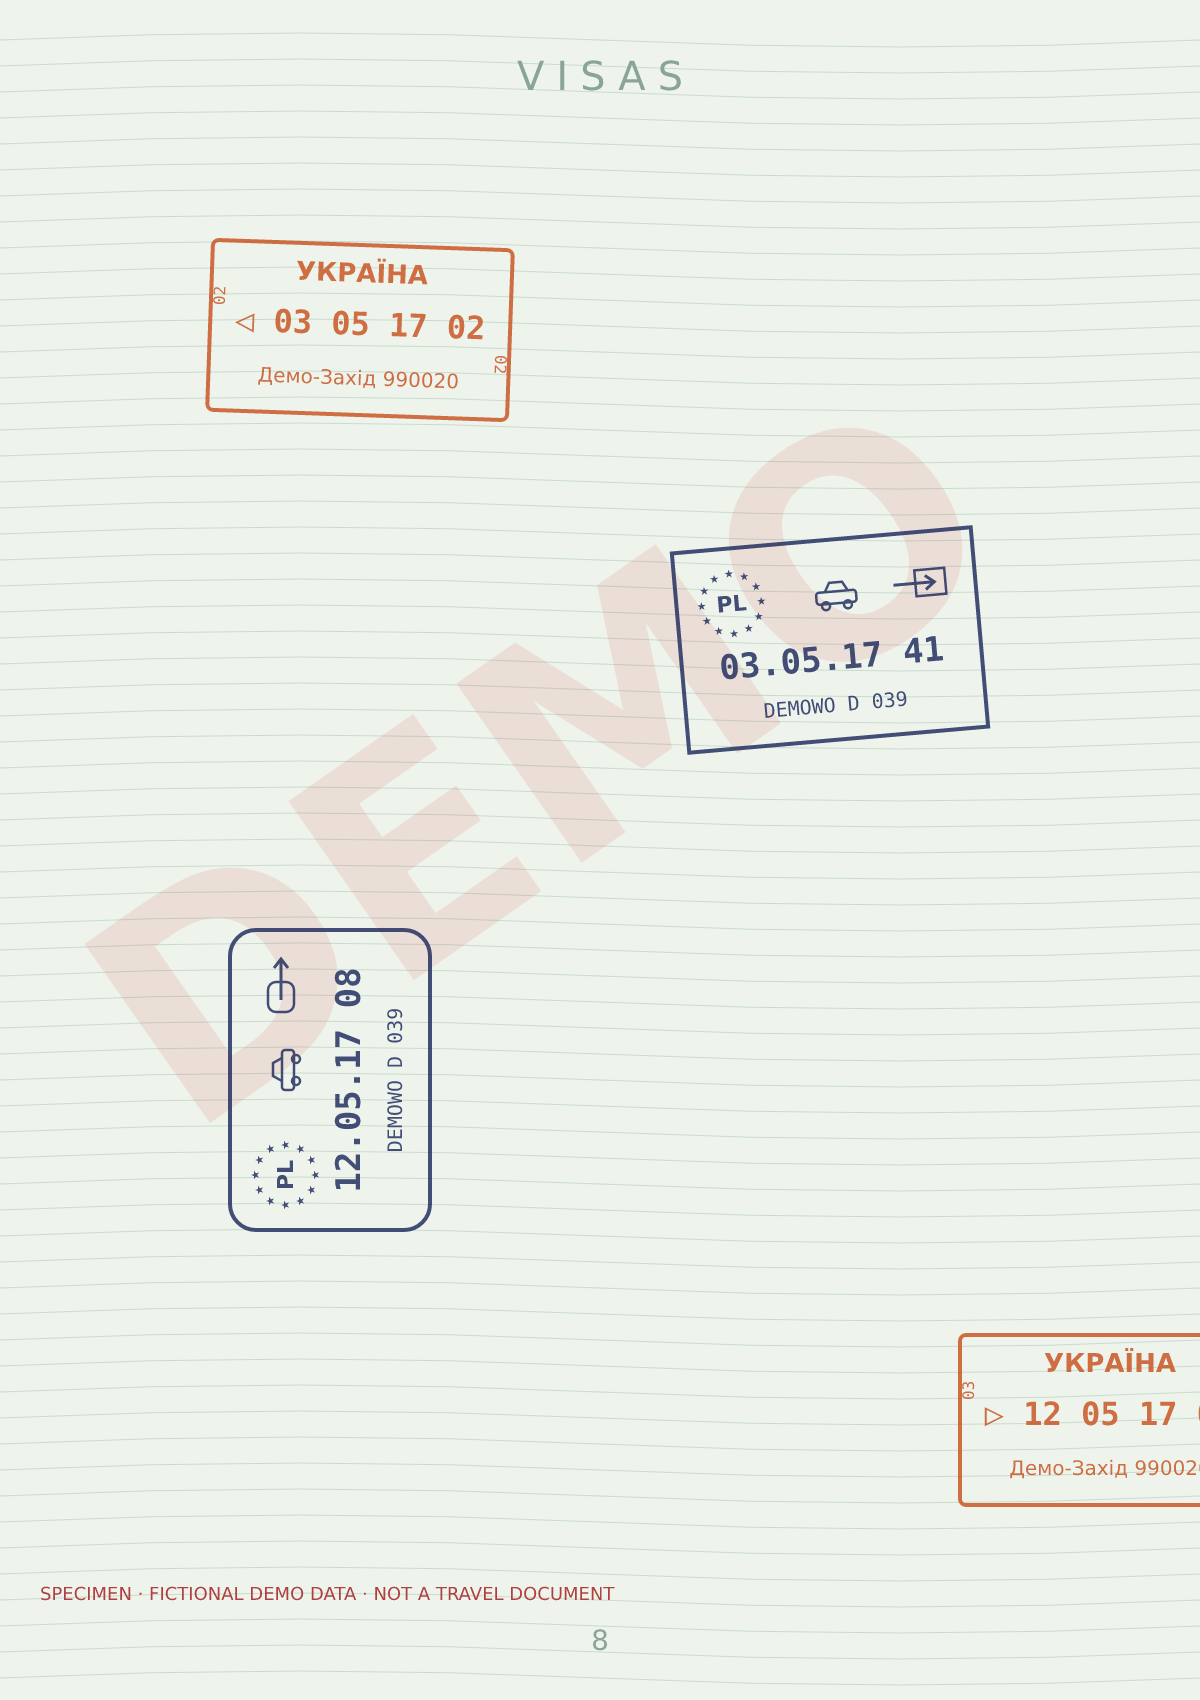 VISAS
УКРАЇНА
02
03 05 17 02
02
Демо-Захід 990020
PL
03.05.17 41
DEMOWO D 039
DEMO
PL
12.05.17 08
DEMOWO D 039
УКРАЇНА
03
12 05 17
Демо-Захід
SPECIMEN · FICTIONAL DEMO DATA · NOT A TRAVEL DOCUMENT
8